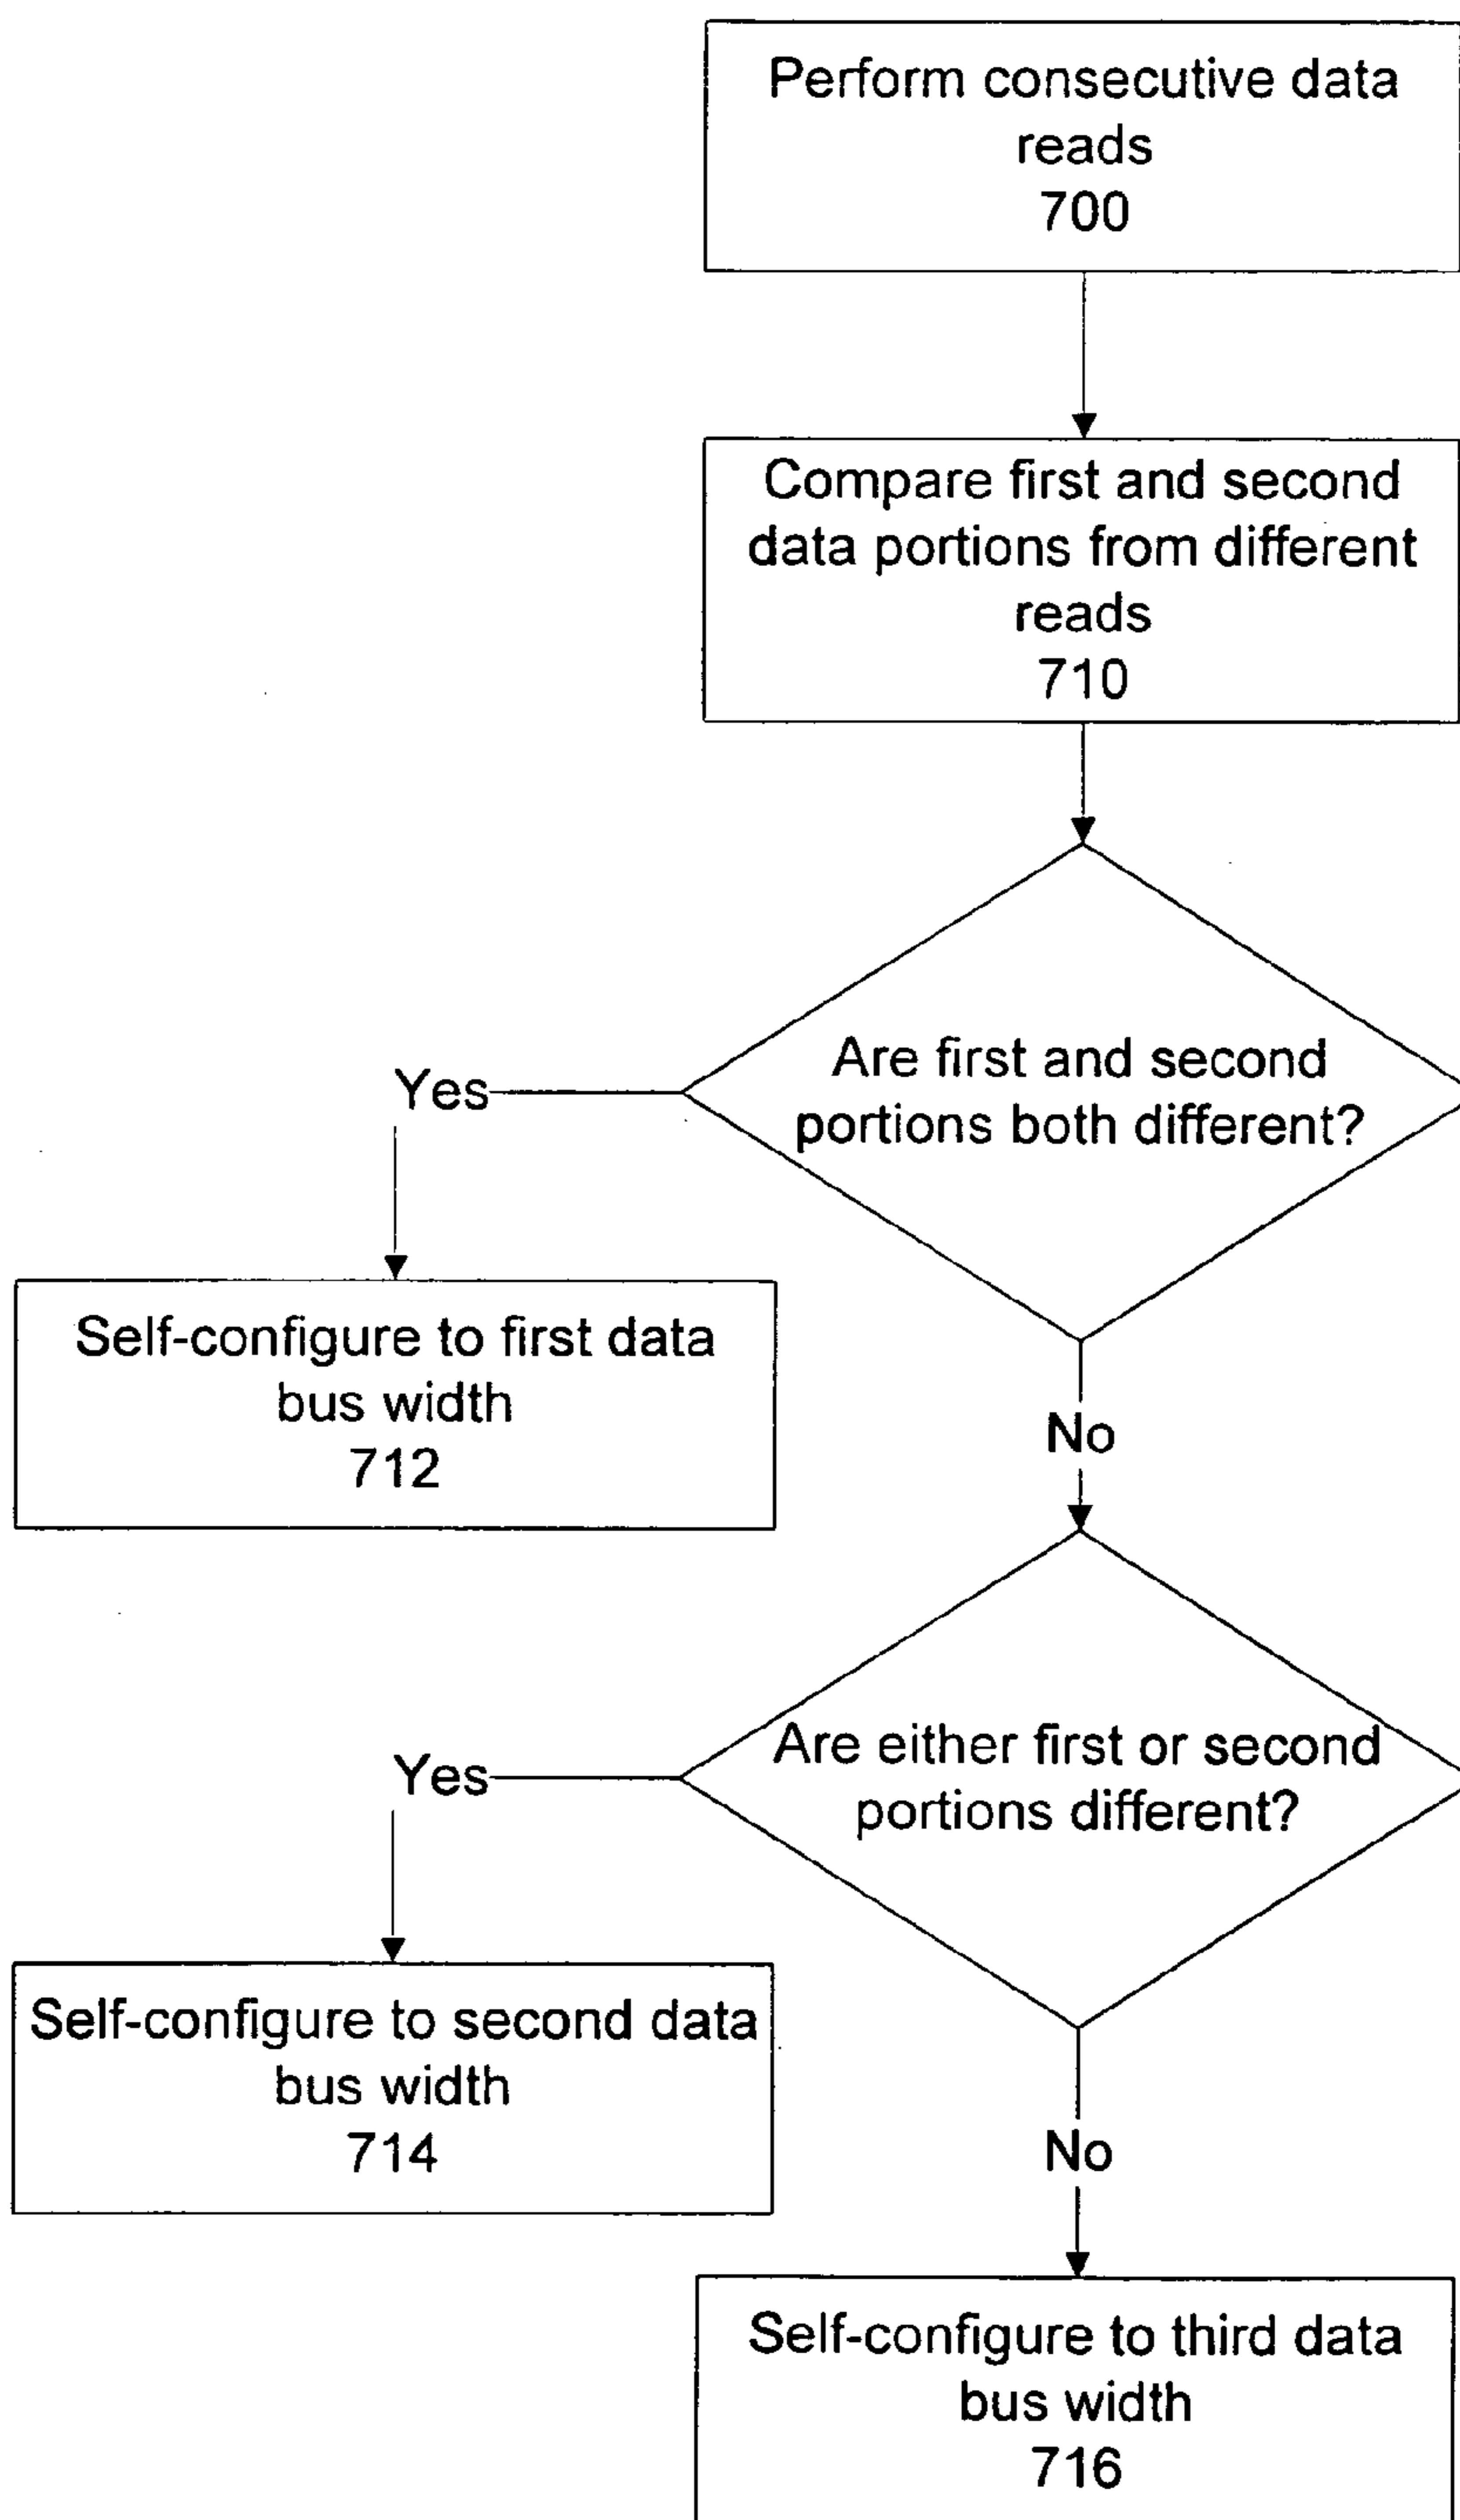 Perform consecutive data
reads
700
Compare first and second
data portions from different
reads
710
Are first and second
portions both different?
Yes
Self-configure to first data
bus width
712
No
Are either first or second
portions different?
Yes
Self-configure to second data
bus width
714
No
Self-configure to third data
bus width
716